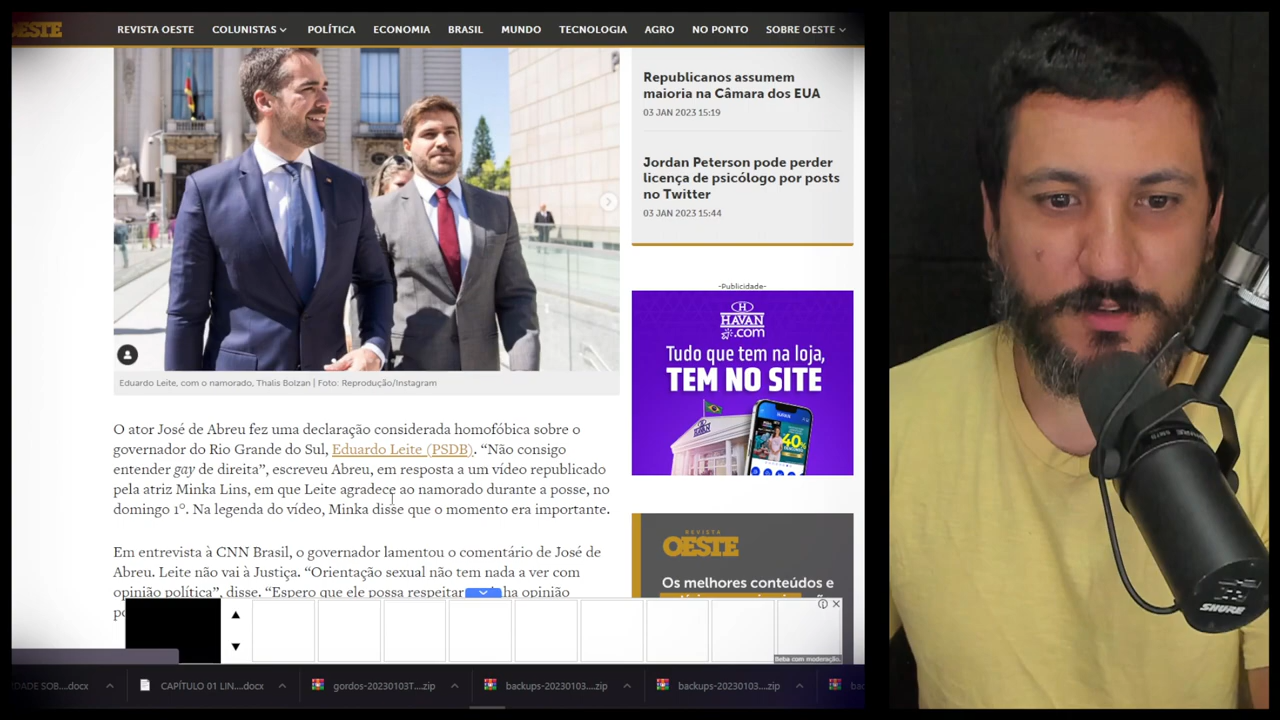 OESTE
REVISTA OESTE
COLUNISTAS
POLÍTICA
ECONOMIA
BRASIL
MUNDO
TECNOLOGIA
AGRO
NO PONTO
SOBRE OESTE
Eduardo Leite, com o namorado, Thalis Bolzan | Foto: Reprodução/Instagram
O ator José de Abreu fez uma declaração considerada homofóbica sobre o
governador do Rio Grande do Sul, Eduardo Leite (PSDB). “Não consigo
entender gay de direita”, escreveu Abreu, em resposta a um vídeo republicado
pela atriz Minka Lins, em que Leite agradece ao namorado durante a posse, no
domingo 1º. Na legenda do vídeo, Minka disse que o momento era importante.
Em entrevista à CNN Brasil, o governador lamentou o comentário de José de
Abreu. Leite não vai à Justiça. “Orientação sexual não tem nada a ver com
opinião política”, disse. “Espero que ele possa respeitar opinião
Republicanos assumem
maioria na Câmara dos EUA
03 JAN 2023 15:19
Jordan Peterson pode perder
licença de psicólogo por posts
no Twitter
03 JAN 2023 15:44
-Publicidade-
H
HAVAN
.com
Tudo que tem na loja,
TEM NO SITE
40%
REVISTA
OESTE
Os melhores conteúdos e
Beba com moderação.
DADE SOB....docx
CAPÍTULO 01 LIN....docx
gordos-20230103T....zip
backups-20230103....zip
backups-20230103....zip
SHURE